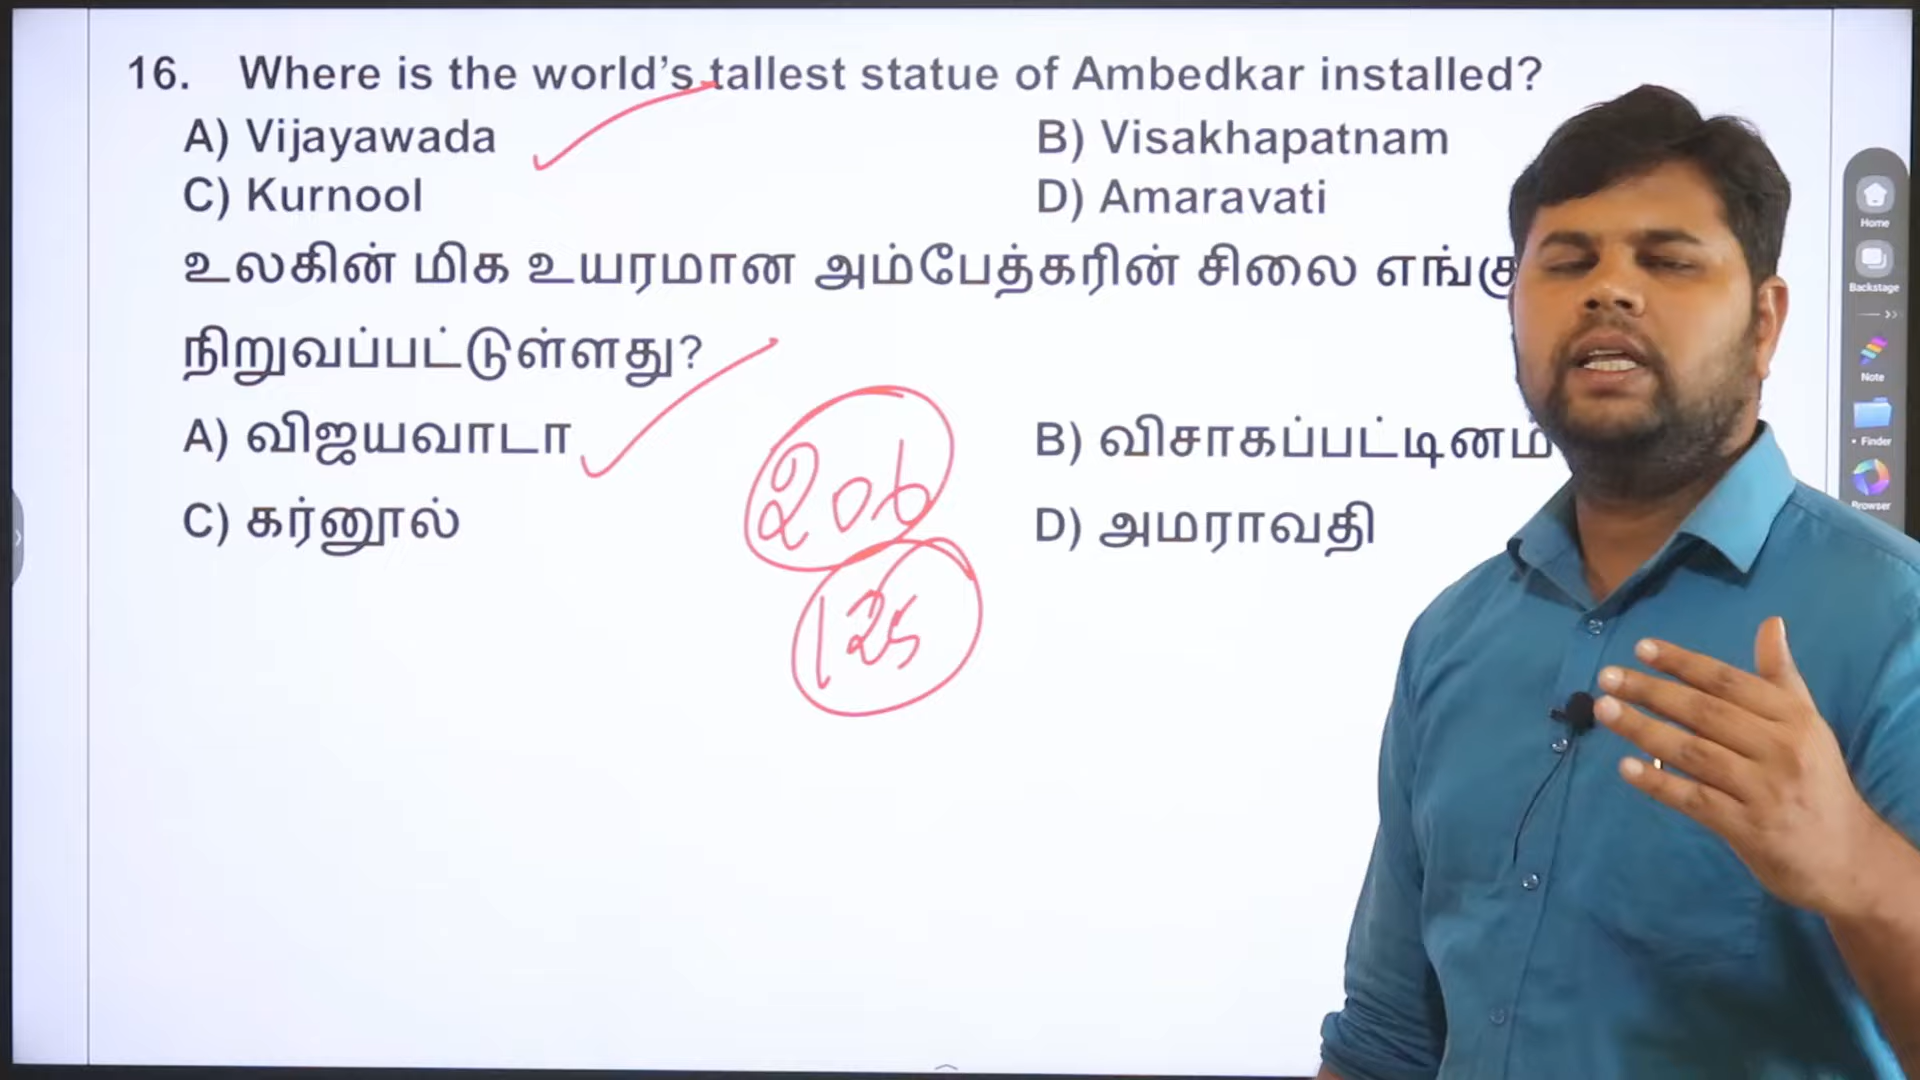 16. Where is the world's tallest statue of Ambedkar installed?
A) Vijayawada B) Visakhapatnam
C) Kurnool D) Amaravati
உலகின் மிக உயரமான அம்பேத்கரின் சிலை எங்கு
நிறுவப்பட்டுள்ளது?
A) விஜயவாடா B) விசாகப்பட்டினம்
C) கர்னூல் D) அமராவதி
206
125
Home
Backstage
Note
Finder
Browser